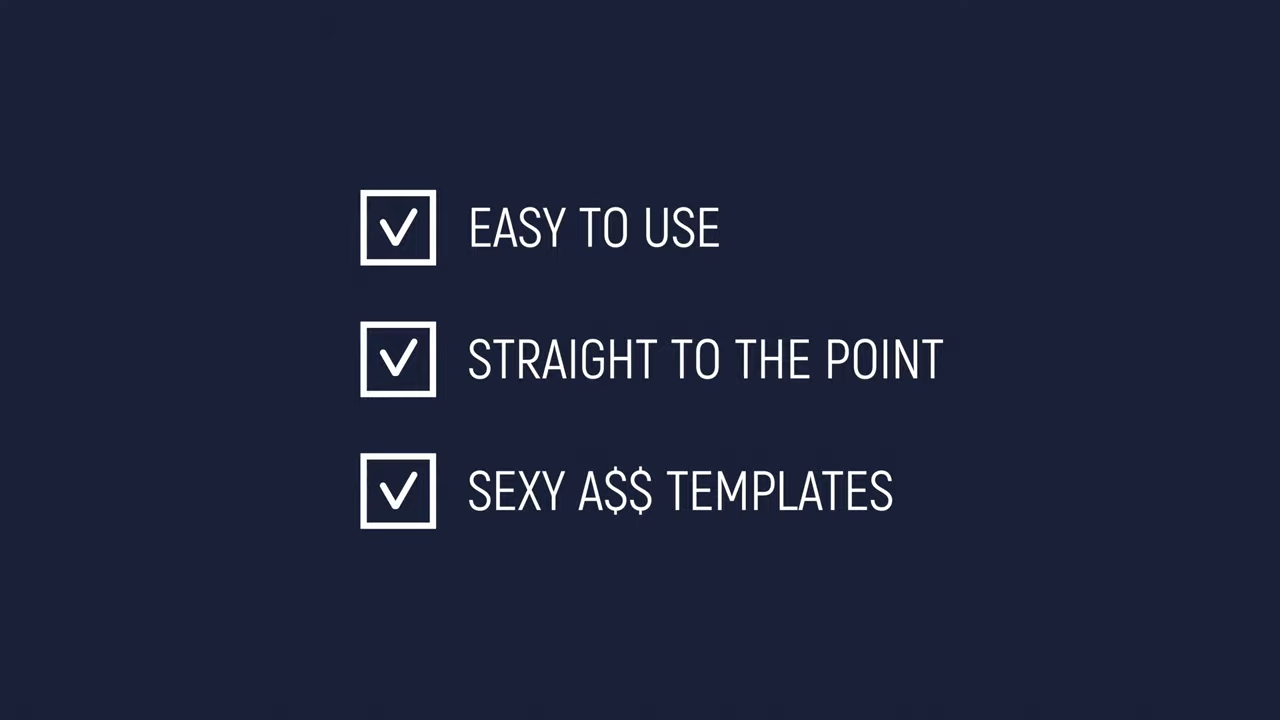 EASY TO USE
STRAIGHT TO THE POINT
SEXY A$$ TEMPLATES